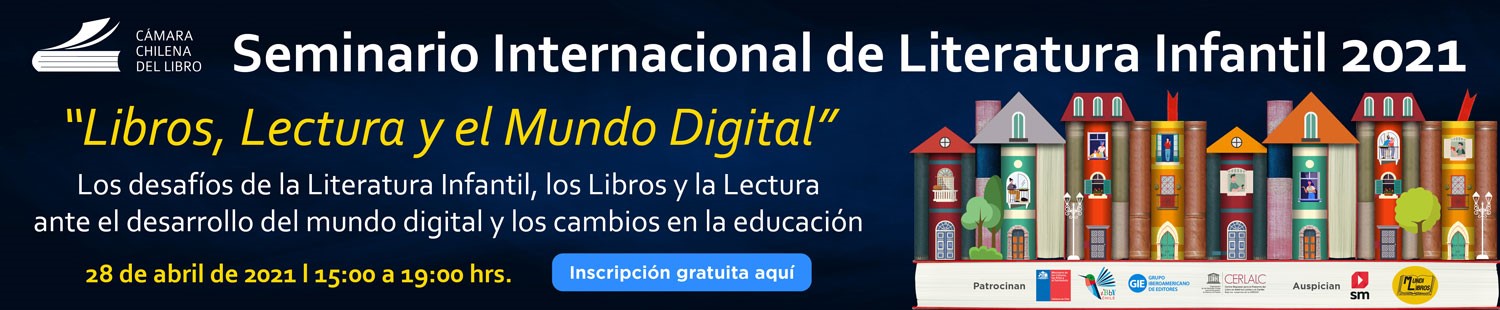 CÁMARA
CHILENA
DEL LIBRO
Seminario Internacional de Literatura Infantil 2021
“Libros, Lectura y el Mundo Digital”
Los desafíos de la Literatura Infantil, los Libros y la Lectura
ante el desarrollo del mundo digital y los cambios en la educación
28 de abril de 2021 l 15:00 a 19:00 hrs.
Inscripción gratuita aquí
Patrocinan
CHILE
GIE
GRUPO
IBEROAMERICANO
DE EDITORES
CERLALC
Auspician
sm
MUNDI
LIBROS